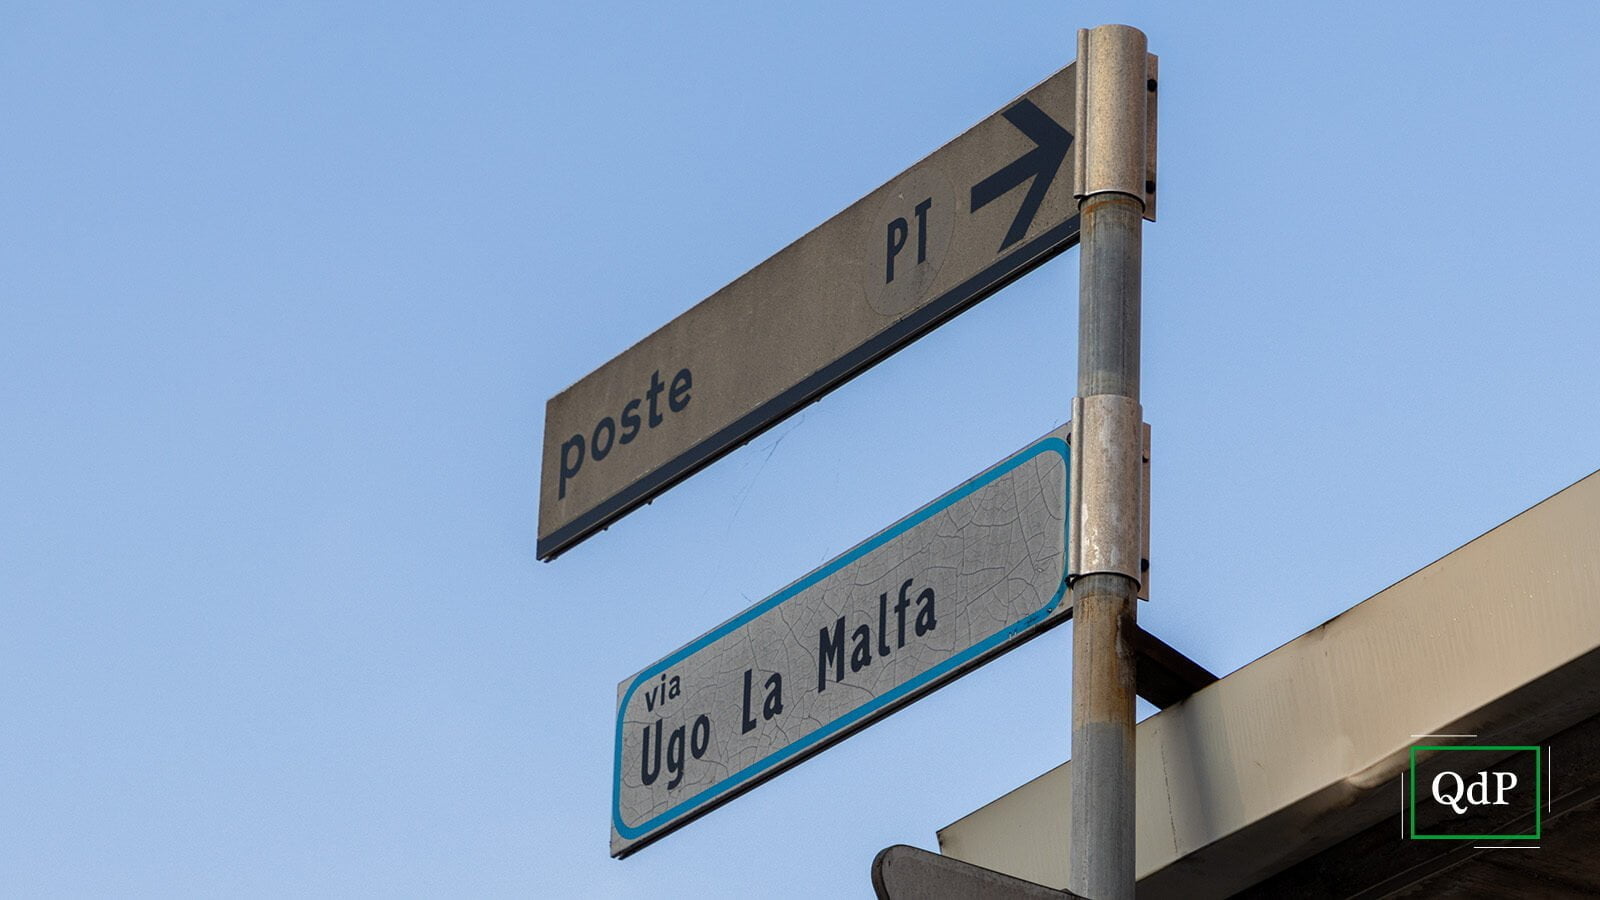 poste PT
via
Ugo La Malfa
QdP